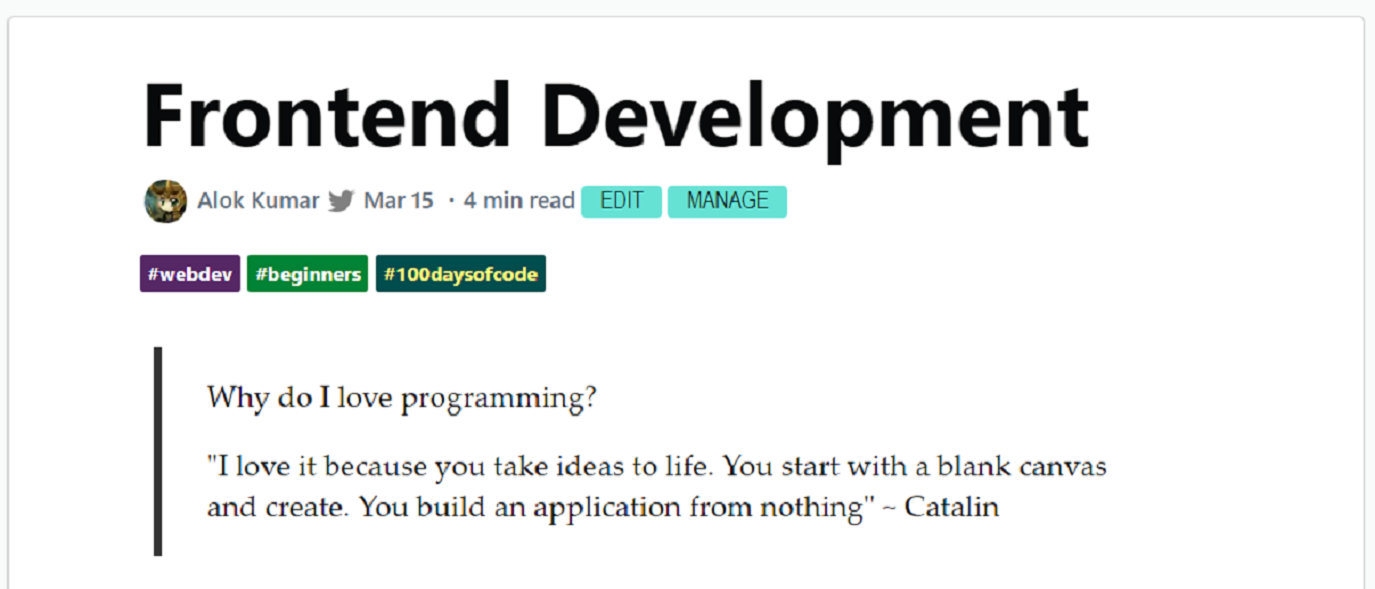 Frontend Development
Alok Kumar Mar 15 · 4 min read EDIT MANAGE
#webdev #beginners #100daysofcode
Why do I love programming?
"I love it because you take ideas to life. You start with a blank canvas
and create. You build an application from nothing" ~ Catalin